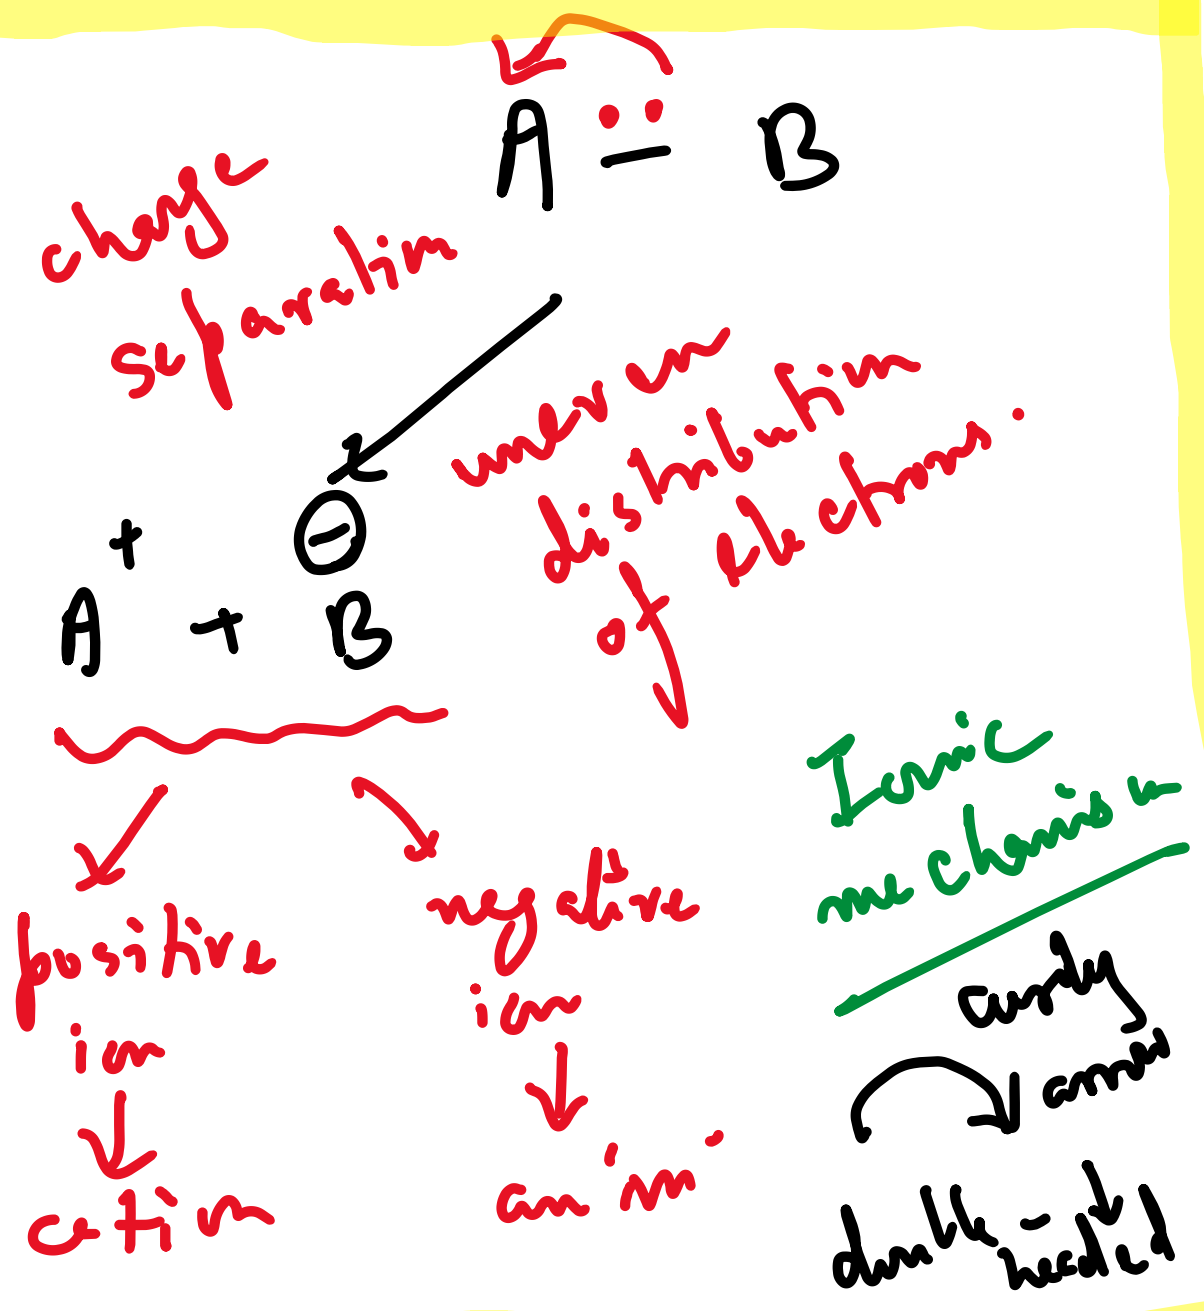 A : B
charge
separation
uneven
distribution
of electrons.
A⁺ + B⊖
positive
ion
cation
negative
ion
anion
Ionic
mechanism
curly
arrow
double-headed